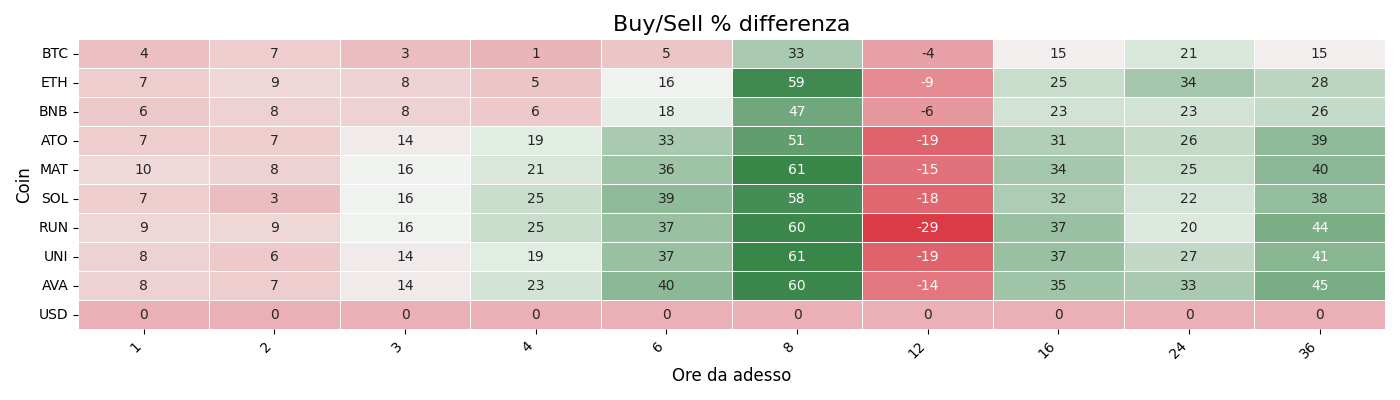 Buy/Sell % differenza
Coin
BTC 4 7 3 1 5 33 -4 15 21 15
ETH 7 9 8 5 16 59 -9 25 34 28
BNB 6 8 8 6 18 47 -6 23 23 26
ATO 7 7 14 19 33 51 -19 31 26 39
MAT 10 8 16 21 36 61 -15 34 25 40
SOL 7 3 16 25 39 58 -18 32 22 38
RUN 9 9 16 25 37 60 -29 37 20 44
UNI 8 6 14 19 37 61 -19 37 27 41
AVA 8 7 14 23 40 60 -14 35 33 45
USD 0 0 0 0 0 0 0 0 0 0
1 2 3 4 6 8 12 16 24 36
Ore da adesso